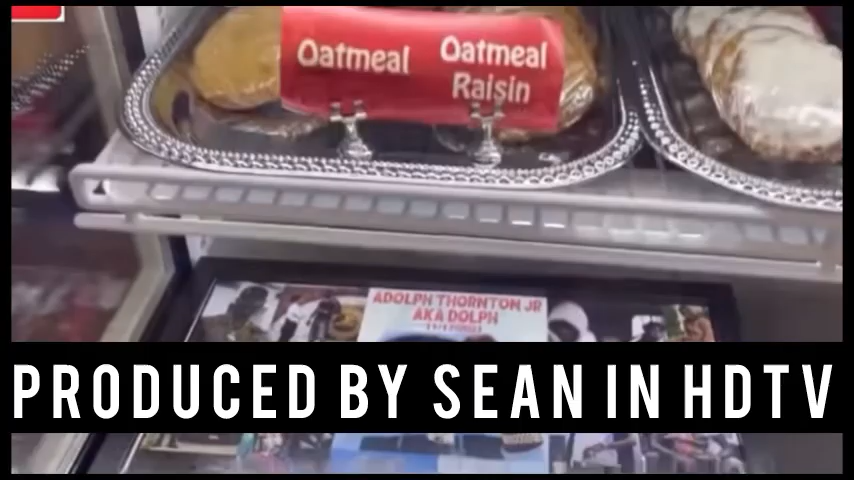 Oatmeal
Oatmeal
Raisin
ADOLPH THORNTON JR
AKA DOLPH
PRODUCED BY SEAN IN HDTV